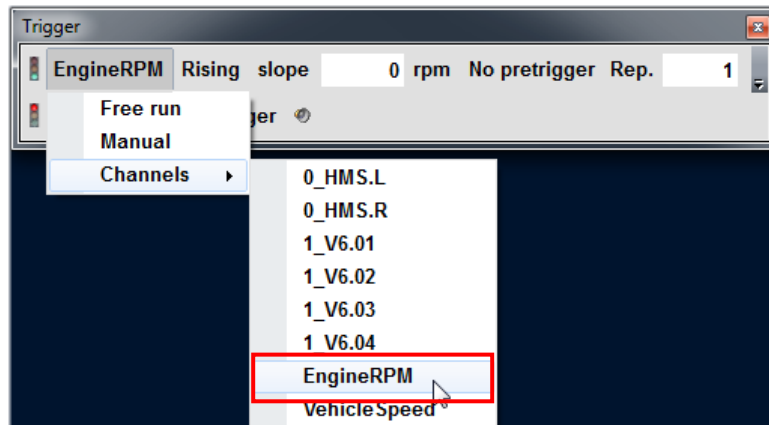 Trigger
EngineRPM Rising slope 0 rpm No pretrigger Rep. 1
Free run
Manual
Channels
0_HMS.L
0_HMS.R
1_V6.01
1_V6.02
1_V6.03
1_V6.04
EngineRPM
VehicleSpeed